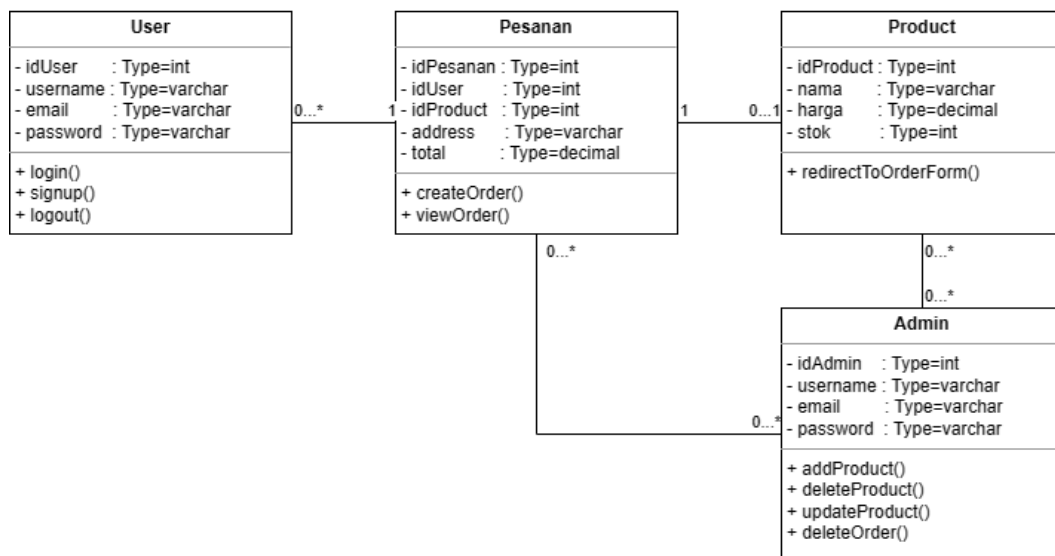 User
- idUser : Type=int
- username : Type=varchar
- email : Type=varchar
- password : Type=varchar
+ login()
+ signup()
+ logout()
0...*
1
Pesanan
- idPesanan : Type=int
- idUser : Type=int
- idProduct : Type=int
- address : Type=varchar
- total : Type=decimal
+ createOrder()
+ viewOrder()
1
0...1
Product
- idProduct : Type=int
- nama : Type=varchar
- harga : Type=decimal
- stok : Type=int
+ redirectToOrderForm()
0...*
0...*
0...*
0...*
Admin
- idAdmin : Type=int
- username : Type=varchar
- email : Type=varchar
- password : Type=varchar
+ addProduct()
+ deleteProduct()
+ updateProduct()
+ deleteOrder()